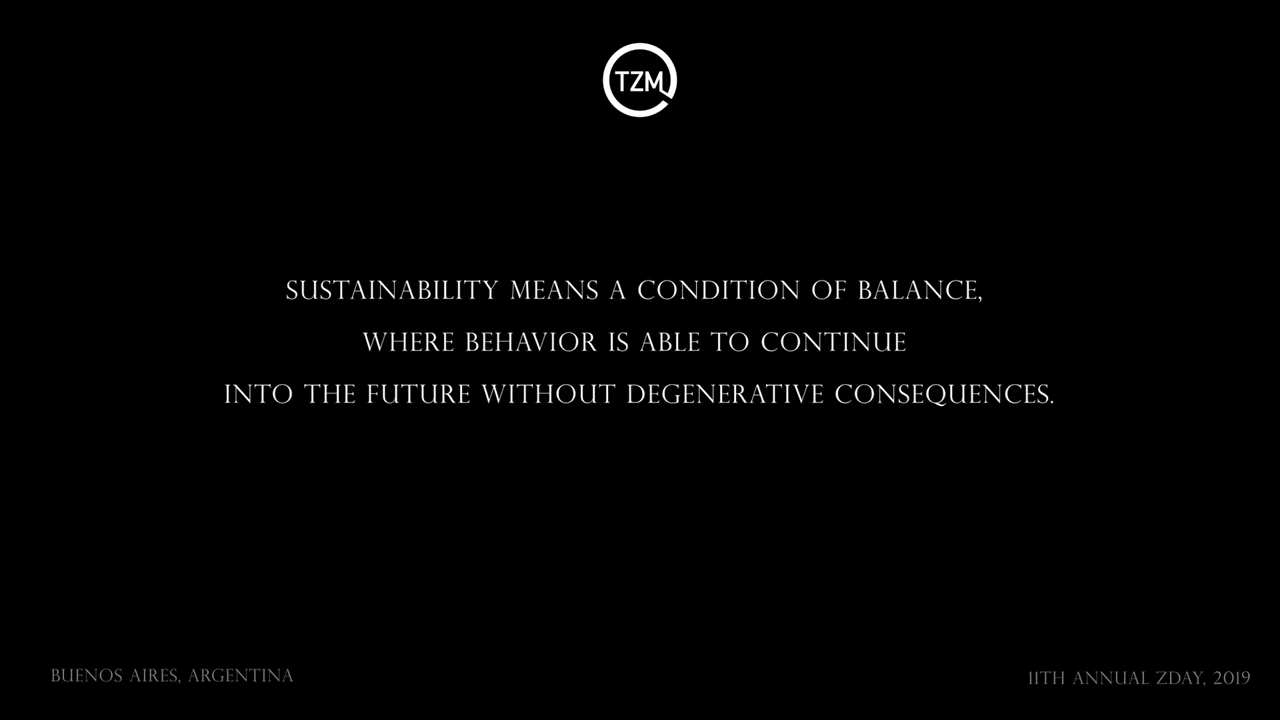 TZM
SUSTAINABILITY MEANS A CONDITION OF BALANCE,
WHERE BEHAVIOR IS ABLE TO CONTINUE
INTO THE FUTURE WITHOUT DEGENERATIVE CONSEQUENCES.
BUENOS AIRES, ARGENTINA
11TH ANNUAL ZDAY, 2019